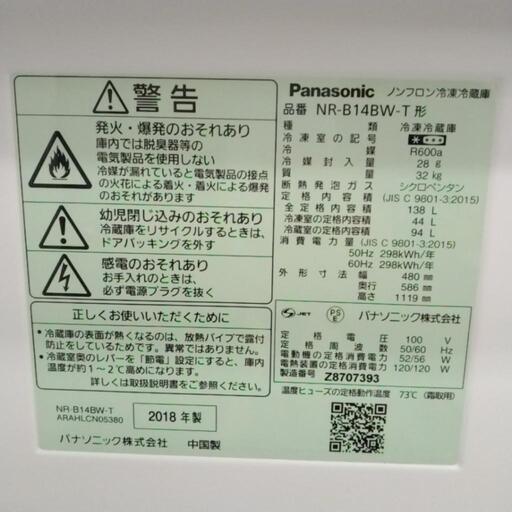 警告
発火・爆発のおそれあり
庫内では脱臭器等の
電気製品を使用しない
冷媒が漏れていると電気製品の接点
の火花による着火・着火による爆発
のおそれあり
幼児閉じ込みのおそれあり
冷蔵庫をリサイクルするときは、
ドアパッキングを外す
感電のおそれあり
お手入れのときは、
必ず電源プラグを抜く
正しくお使いいただくために
・冷蔵庫の表面が熱くなるのは、放熱パイプで露付
防止をしているためです。異常ではありません。
・冷蔵室奥のレバーを「節電」設定にすると、庫内
温度が約1〜2℃高めになります。
詳しくは取扱説明書をご参照ください。
NR-B14BW-T
ARAHLCN05380
2018年製
パナソニック株式会社 中国製
Panasonic ノンフロン冷凍冷蔵庫
品番 NR-B14BW-T形
種類 冷凍冷蔵庫
冷凍室の記号
冷媒 R600a
冷媒封入量 28 g
質量 32 kg
断熱発泡ガス シクロペンタン
定格内容積 (JIS C 9801-3:2015)
全定格内容積 138 L
冷凍室の定格内容積 44 L
冷蔵室の定格内容積 94 L
消費電力量 (JIS C 9801-3:2015)
50Hz 298kWh/年
60Hz 298kWh/年
外形寸法 幅 480 mm
奥行 586 mm
高さ 1119 mm
S JET PS E パナソニック株式会社
定格電圧 100 V
定格周波数 50/60 Hz
電動機の定格消費電力 52/56 W
電熱装置の定格消費電力 120/120 W
製造番号 Z8707393
温度ヒューズの定格動作温度 73℃(霜取用)